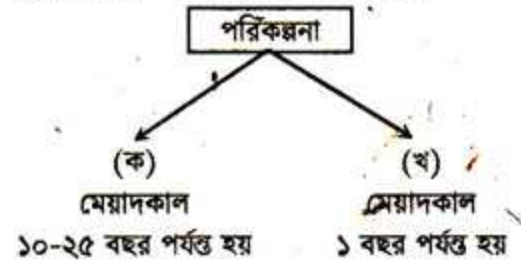 পরিকল্পনা
(ক) (খ)
মেয়াদকাল মেয়াদকাল
১০-২৫ বছর পর্যন্ত হয় ১ বছর পর্যন্ত হয়